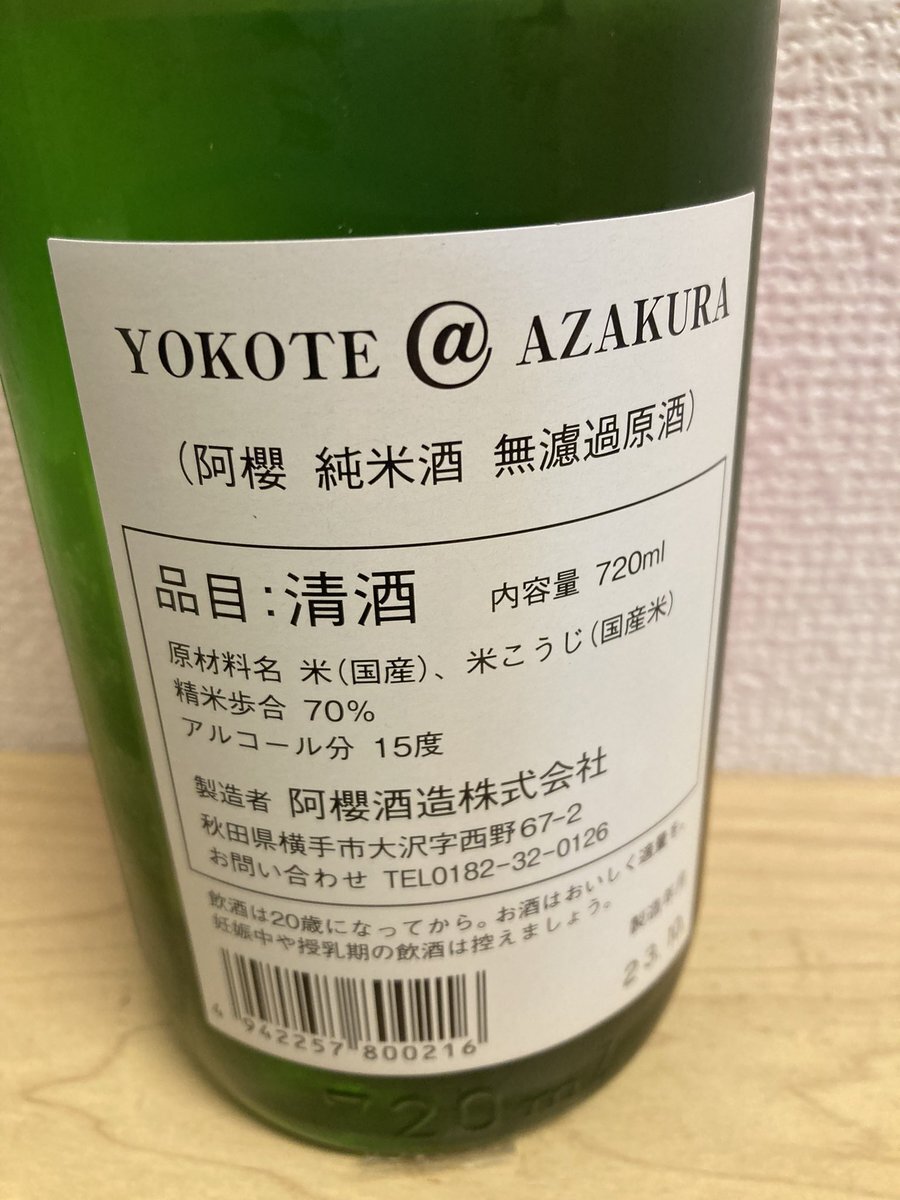 YOKOTE @ AZAKURA
(阿櫻 純米酒 無濾過原酒)
品目:清酒 内容量 720ml
原材料名 米(国産)、米こうじ(国産米)
精米歩合 70%
アルコール分 15度
製造者 阿櫻酒造株式会社
秋田県横手市大沢字西野67-2
お問い合わせ TEL0182-32-0126
飲酒は20歳になってから。お酒はおいしく適量を。
妊娠中や授乳期の飲酒は控えましょう。
製造年月
23.10
4 942257 800216
720ml